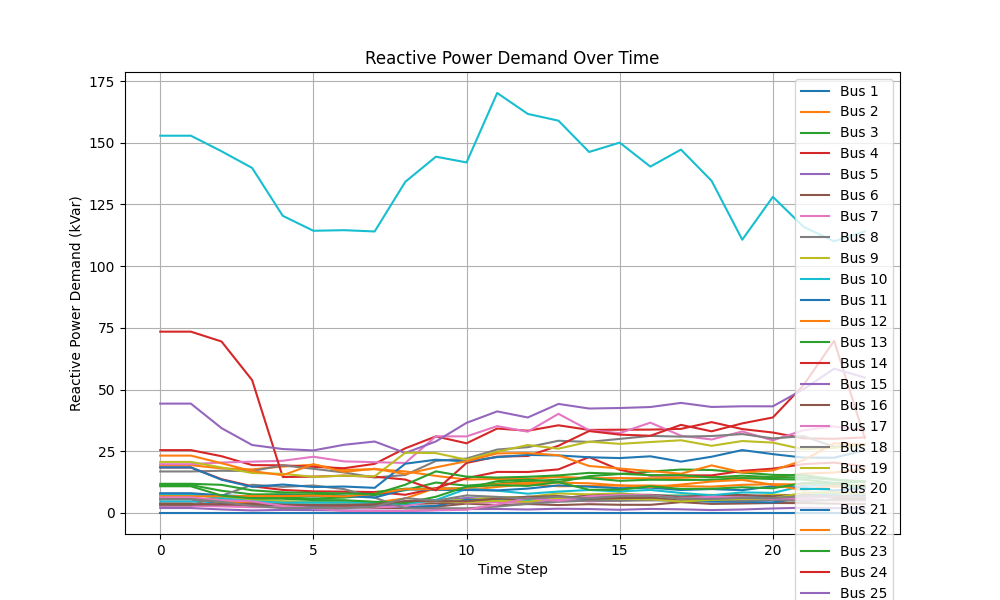 Reactive Power Demand Over Time
Reactive Power Demand (kVar)
175
150
125
100
75
50
25
0
0
5
10
15
20
Time Step
Bus 1
Bus 2
Bus 3
Bus 4
Bus 5
Bus 6
Bus 7
Bus 8
Bus 9
Bus 10
Bus 11
Bus 12
Bus 13
Bus 14
Bus 15
Bus 16
Bus 17
Bus 18
Bus 19
Bus 20
Bus 21
Bus 22
Bus 23
Bus 24
Bus 25